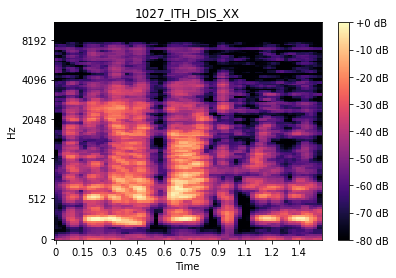 1027_ITH_DIS_XX
+0 dB
8192
-10 dB
4096
-20 dB
-30 dB
2048
Hz
-40 dB
1024
-50 dB
512
-60 dB
-70 dB
0
-80 dB
0 0.15 0.3 0.45 0.6 0.75 0.9 1 1.2 1.4
Time